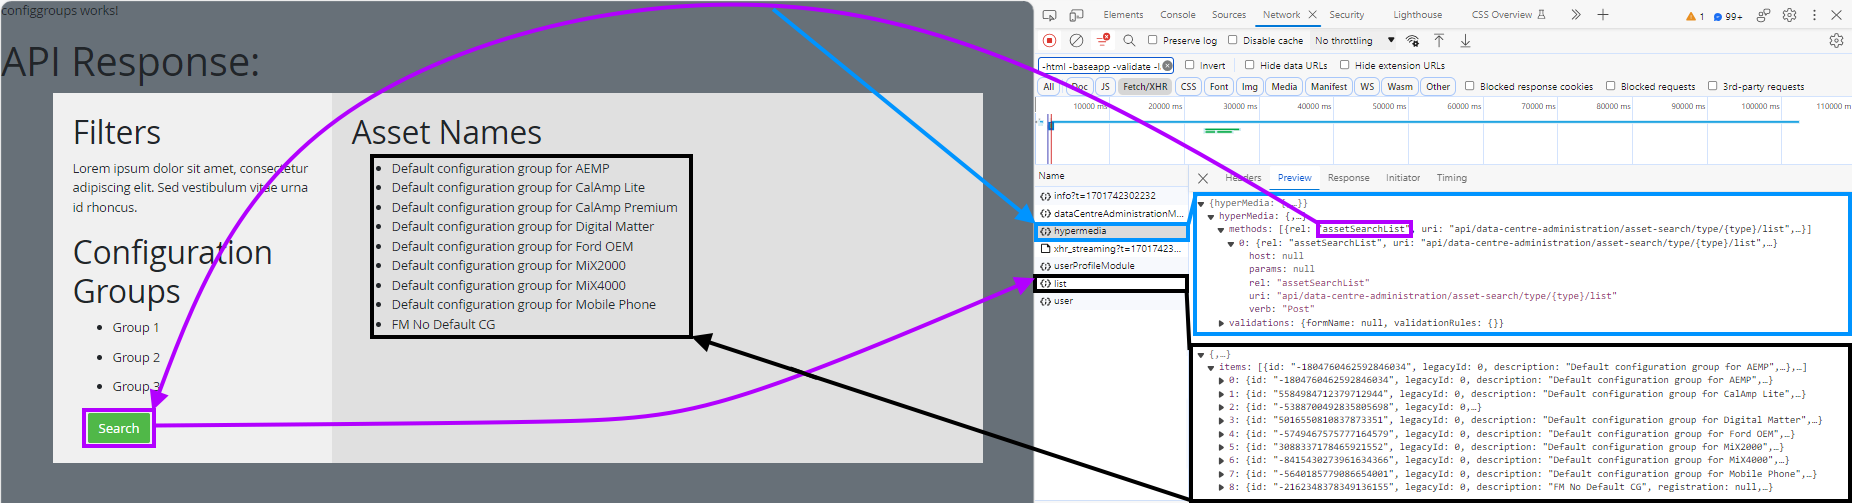 configgroups works!
API Response:
Filters
Lorem ipsum dolor sit amet, consectetur
adipiscing elit. Sed vestibulum vitae urna
id rhoncus.
Configuration
Groups
Group 1
Group 2
Group 3
Search
Asset Names
Default configuration group for AEMP
Default configuration group for CalAmp Lite
Default configuration group for CalAmp Premium
Default configuration group for Digital Matter
Default configuration group for Ford OEM
Default configuration group for MiX2000
Default configuration group for MiX4000
Default configuration group for Mobile Phone
FM No Default CG
Elements Console Sources Network Security Lighthouse CSS Overview 1 99+
Preserve log Disable cache No throttling
-html -baseapp -validate -l Invert Hide data URLs Hide extension URLs
All Doc JS Fetch/XHR CSS Font Img Media Manifest WS Wasm Other Blocked response cookies Blocked requests 3rd-party requests
10000 ms 20000 ms 30000 ms 40000 ms 50000 ms 60000 ms 70000 ms 80000 ms 90000 ms 100000 ms 110000 m
Name
info?t=1701742302232
dataCentreAdministrationM...
hypermedia
xhr_streaming?t=17017423...
userProfileModule
list
user
Headers Preview Response Initiator Timing
{hyperMedia: {,…}}
hyperMedia: {,…}
methods: [{rel: "assetSearchList", uri: "api/data-centre-administration/asset-search/type/{type}/list",…}]
0: {rel: "assetSearchList", uri: "api/data-centre-administration/asset-search/type/{type}/list",…}
host: null
params: null
rel: "assetSearchList"
uri: "api/data-centre-administration/asset-search/type/{type}/list"
verb: "Post"
validations: {formName: null, validationRules: {}}
{,…}
items: [{id: "-1804760462592846034", legacyId: 0, description: "Default configuration group for AEMP",…},…]
0: {id: "-1804760462592846034", legacyId: 0, description: "Default configuration group for AEMP",…}
1: {id: "5584984712379712944", legacyId: 0, description: "Default configuration group for CalAmp Lite",…}
2: {id: "-5388700492835805698", legacyId: 0,…}
3: {id: "5016550810837873351", legacyId: 0, description: "Default configuration group for Digital Matter",…}
4: {id: "-5749467575777164579", legacyId: 0, description: "Default configuration group for Ford OEM",…}
5: {id: "3088337178465921552", legacyId: 0, description: "Default configuration group for MiX2000",…}
6: {id: "-8415430273961634366", legacyId: 0, description: "Default configuration group for MiX4000",…}
7: {id: "-5640185779086654001", legacyId: 0, description: "Default configuration group for Mobile Phone",…}
8: {id: "-2162348378349136155", legacyId: 0, description: "FM No Default CG", registration: null,…}